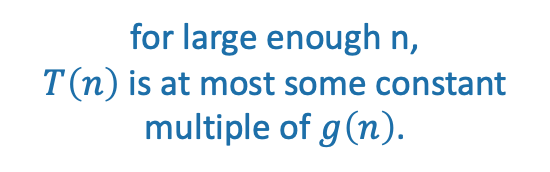 for large enough n,
T(n) is at most some constant
multiple of g(n).